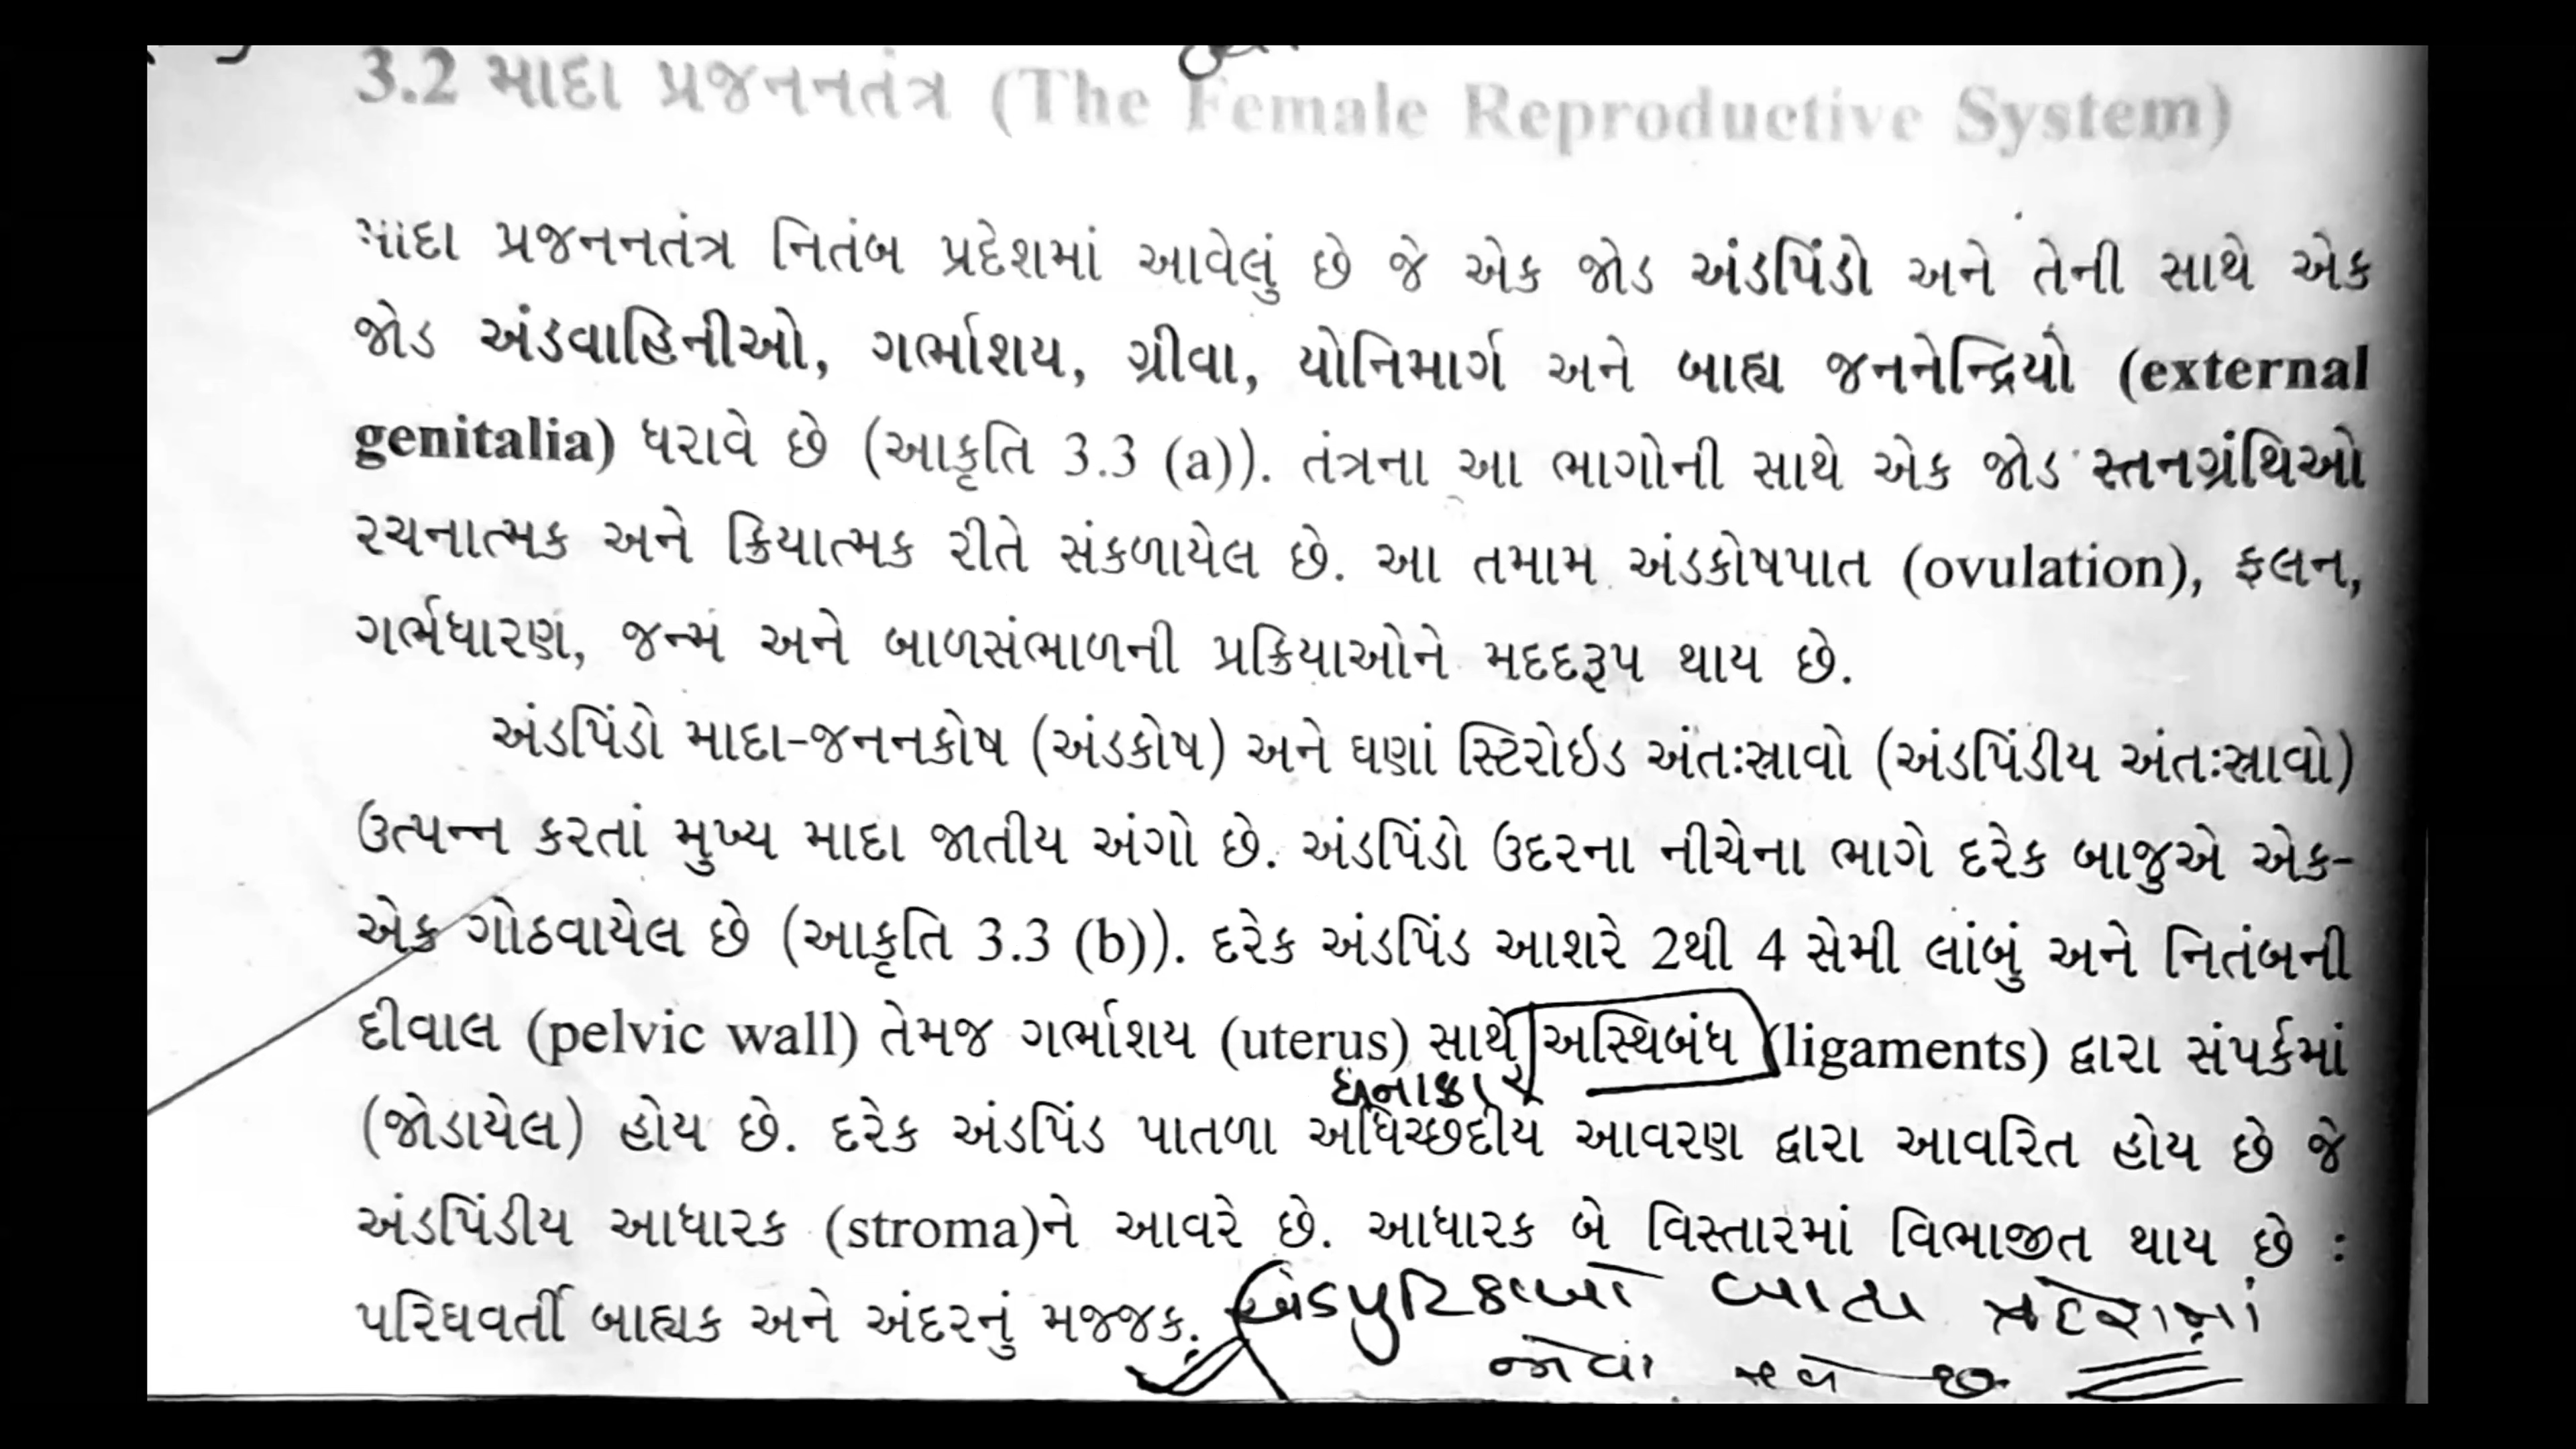 3.2 માદા પ્રજનનતંત્ર (The Female Reproductive System)
માદા પ્રજનનતંત્ર નિતંબ પ્રદેશમાં આવેલું છે જે એક જોડ અંડપિંડો અને તેની સાથે એક
જોડ અંડવાહિનીઓ, ગર્ભાશય, ગ્રીવા, યોનિમાર્ગ અને બાહ્ય જનનેન્દ્રિયો (external
genitalia) ધરાવે છે (આકૃતિ 3.3 (a)). તંત્રના આ ભાગોની સાથે એક જોડ સ્તનગ્રંથિઓ
રચનાત્મક અને ક્રિયાત્મક રીતે સંકળાયેલ છે. આ તમામ અંડકોષપાત (ovulation), ફલન,
ગર્ભધારણ, જન્મ અને બાળસંભાળની પ્રક્રિયાઓને મદદરૂપ થાય છે.
અંડપિંડો માદા-જનનકોષ (અંડકોષ) અને ઘણાં સ્ટિરોઇડ અંતઃસ્રાવો (અંડપિંડીય અંતઃસ્રાવો)
ઉત્પન્ન કરતાં મુખ્ય માદા જાતીય અંગો છે. અંડપિંડો ઉદરના નીચેના ભાગે દરેક બાજુએ એક-
એક ગોઠવાયેલ છે (આકૃતિ 3.3 (b)). દરેક અંડપિંડ આશરે 2થી 4 સેમી લાંબું અને નિતંબની
દીવાલ (pelvic wall) તેમજ ગર્ભાશય (uterus) સાથે અસ્થિબંધ (ligaments) દ્વારા સંપર્કમાં
ઘનાકાર
(જોડાયેલ) હોય છે. દરેક અંડપિંડ પાતળા અધિચ્છદીય આવરણ દ્વારા આવરિત હોય છે જે
અંડપિંડીય આધારક (stroma)ને આવરે છે. આધારક બે વિસ્તારમાં વિભાજીત થાય છે :
પરિઘવર્તી બાહ્યક અને અંદરનું મજ્જક. અંડપુટિકાઓ પ્રદેશમાં
જોવા છે